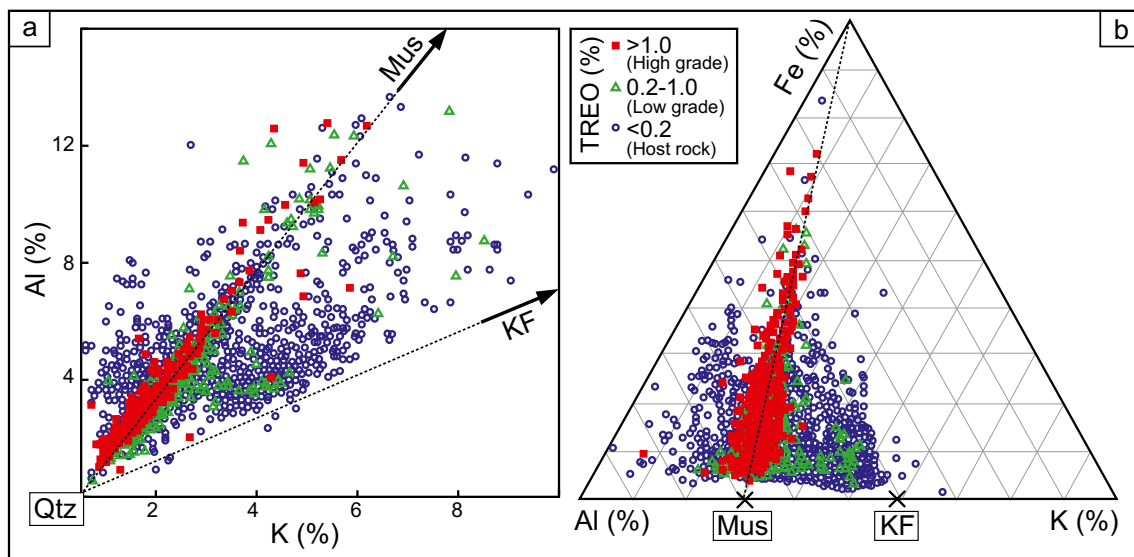 a
Al (%)
12
8
4
2
4
6
8
K (%)
Qtz
Mus
KF
TREO (%)
>1.0
(High grade)
0.2-1.0
(Low grade)
<0.2
(Host rock)
b
Fe (%)
Al (%)
Mus
KF
K (%)